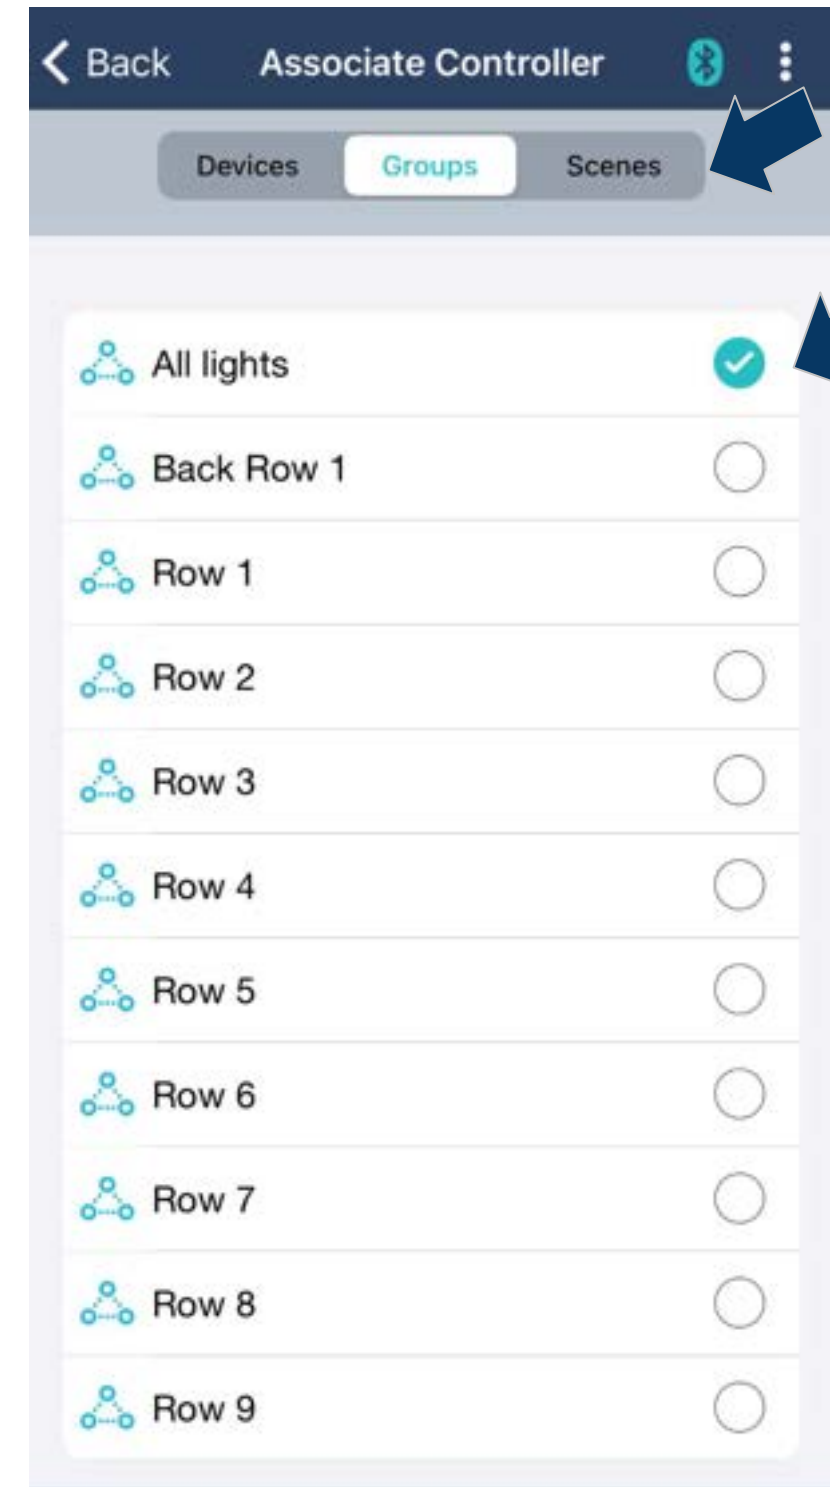 Back Associate Controller
Devices Groups Scenes
All lights
Back Row 1
Row 1
Row 2
Row 3
Row 4
Row 5
Row 6
Row 7
Row 8
Row 9